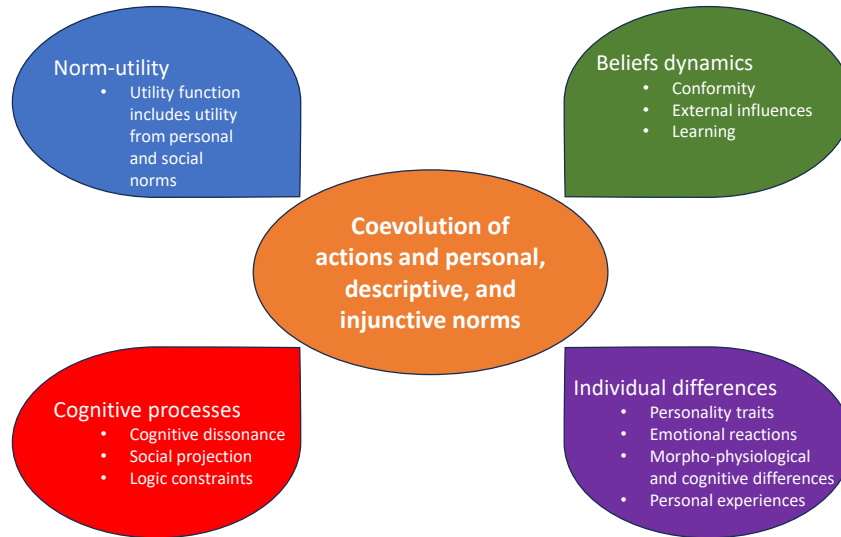 Norm-utility
• Utility function
includes utility
from personal
and social
norms
Beliefs dynamics
• Conformity
• External influences
• Learning
Coevolution of
actions and personal,
descriptive, and
injunctive norms
Cognitive processes
• Cognitive dissonance
• Social projection
• Logic constraints
Individual differences
• Personality traits
• Emotional reactions
• Morpho-physiological
and cognitive differences
• Personal experiences